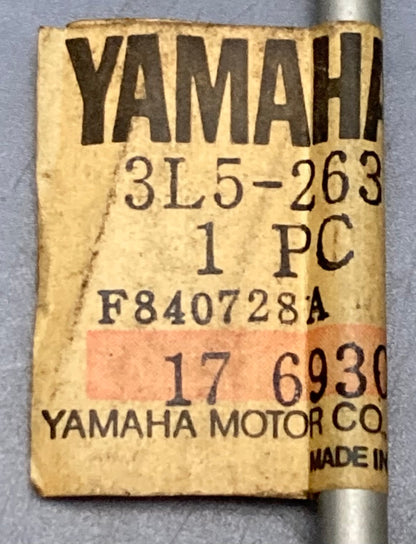 YAMAHA
3L5-263
1 PC
F840728A
17 6930
YAMAHA MOTOR CO
MADE IN